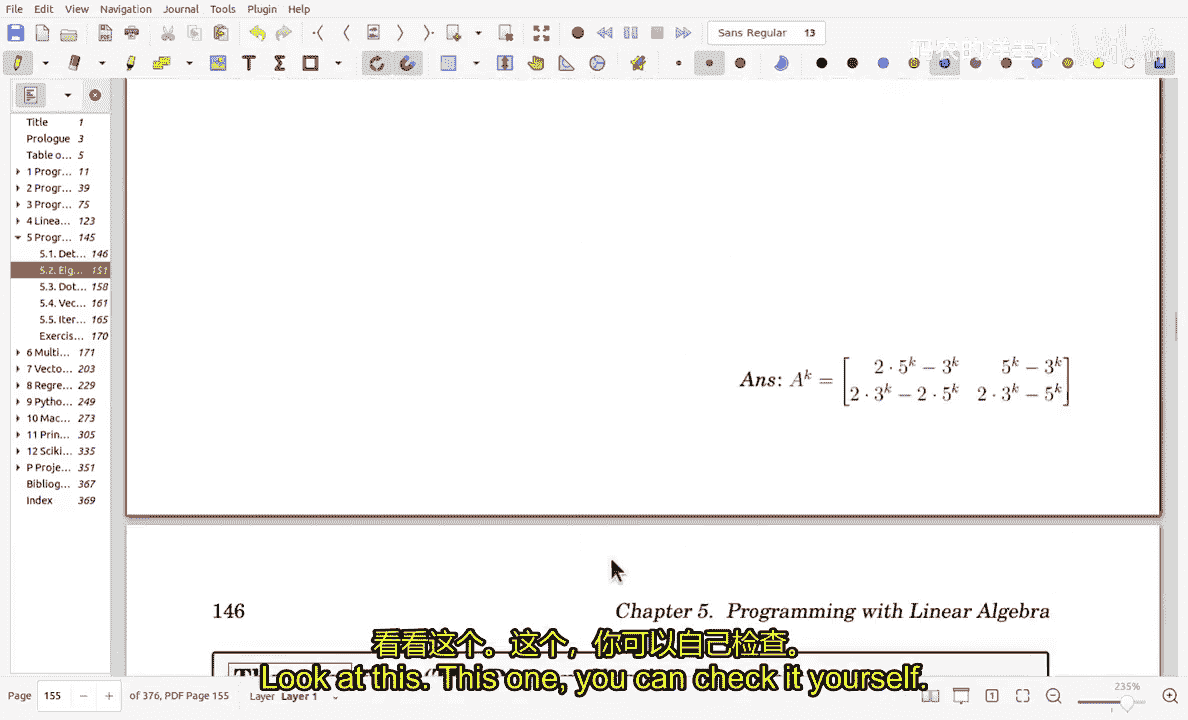 File Edit View Navigation Journal Tools Plugin Help
Sans Regular 13
Title 1
Prologue 3
Table o... 5
1 Progr... 11
2 Progr... 39
3 Progr... 75
4 Linea... 123
5 Progr... 145
5.1. Det... 146
5.2. Eig... 151
5.3. Dot... 158
5.4. Vec... 161
5.5. Iter... 165
Exercis... 170
6 Multi... 171
7 Vecto... 203
8 Regre... 229
9 Pytho... 249
10 Mac... 273
11 Prin... 305
12 Sciki... 335
P Proje... 351
Bibliog... 367
Index 369
Ans: A^k = [2 · 5^k − 3^k 5^k − 3^k
2 · 3^k − 2 · 5^k 2 · 3^k − 5^k]
146 Chapter 5. Programming with Linear Algebra
看看这个。这个，你可以自己检查。
Look at this. This one, you can check it yourself.
Page 155 of 376, PDF Page 155 Layer Layer 1 235%